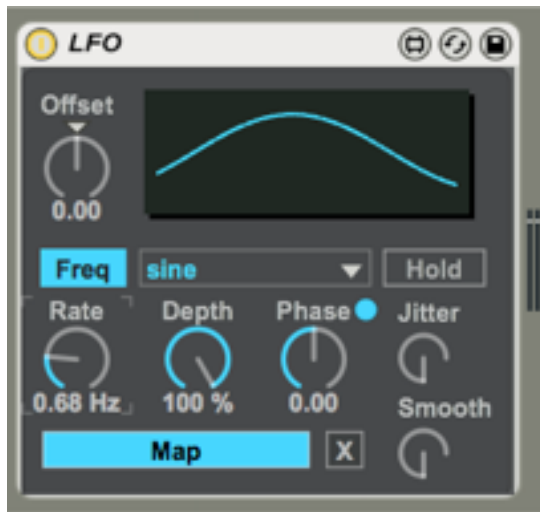 LFO
Offset
0.00
Freq sine Hold
Rate Depth Phase Jitter
0.68 Hz 100 % 0.00
Smooth
Map X